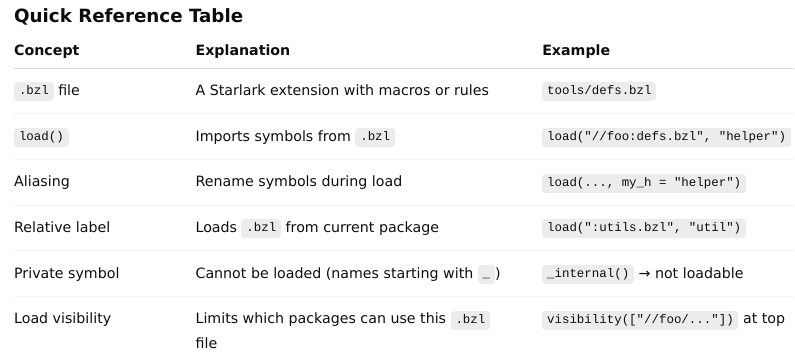 Quick Reference Table
Concept Explanation Example
.bzl file A Starlark extension with macros or rules tools/defs.bzl
load() Imports symbols from .bzl load("//foo:defs.bzl", "helper")
Aliasing Rename symbols during load load(..., my_h = "helper")
Relative label Loads .bzl from current package load(":utils.bzl", "util")
Private symbol Cannot be loaded (names starting with _) _internal() → not loadable
Load visibility Limits which packages can use this .bzl visibility(["//foo/..."]) at top
file